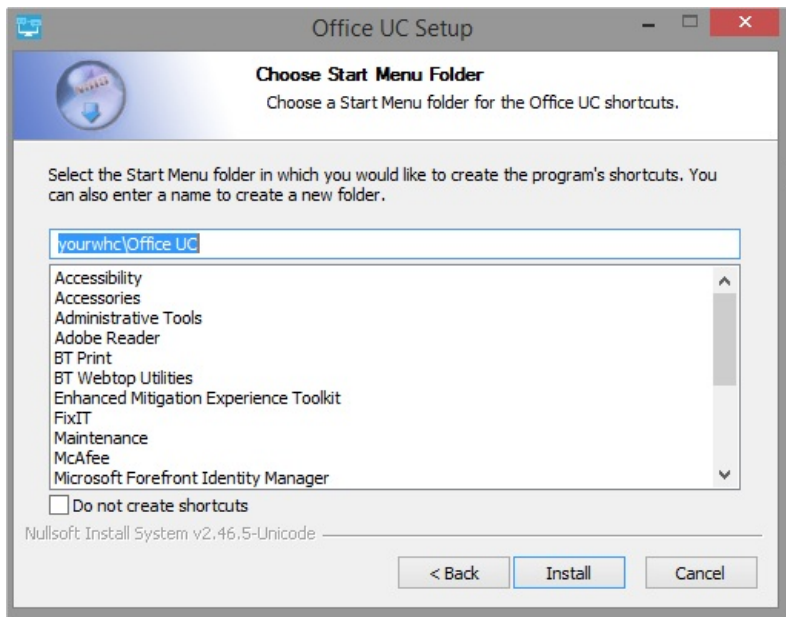 Office UC Setup
Choose Start Menu Folder
Choose a Start Menu folder for the Office UC shortcuts.
Select the Start Menu folder in which you would like to create the program's shortcuts. You
can also enter a name to create a new folder.
yourwhc\Office UC
Accessibility
Accessories
Administrative Tools
Adobe Reader
BT Print
BT Webtop Utilities
Enhanced Mitigation Experience Toolkit
FixIT
Maintenance
McAfee
Microsoft Forefront Identity Manager
Do not create shortcuts
Nullsoft Install System v2.46.5-Unicode
< Back Install Cancel